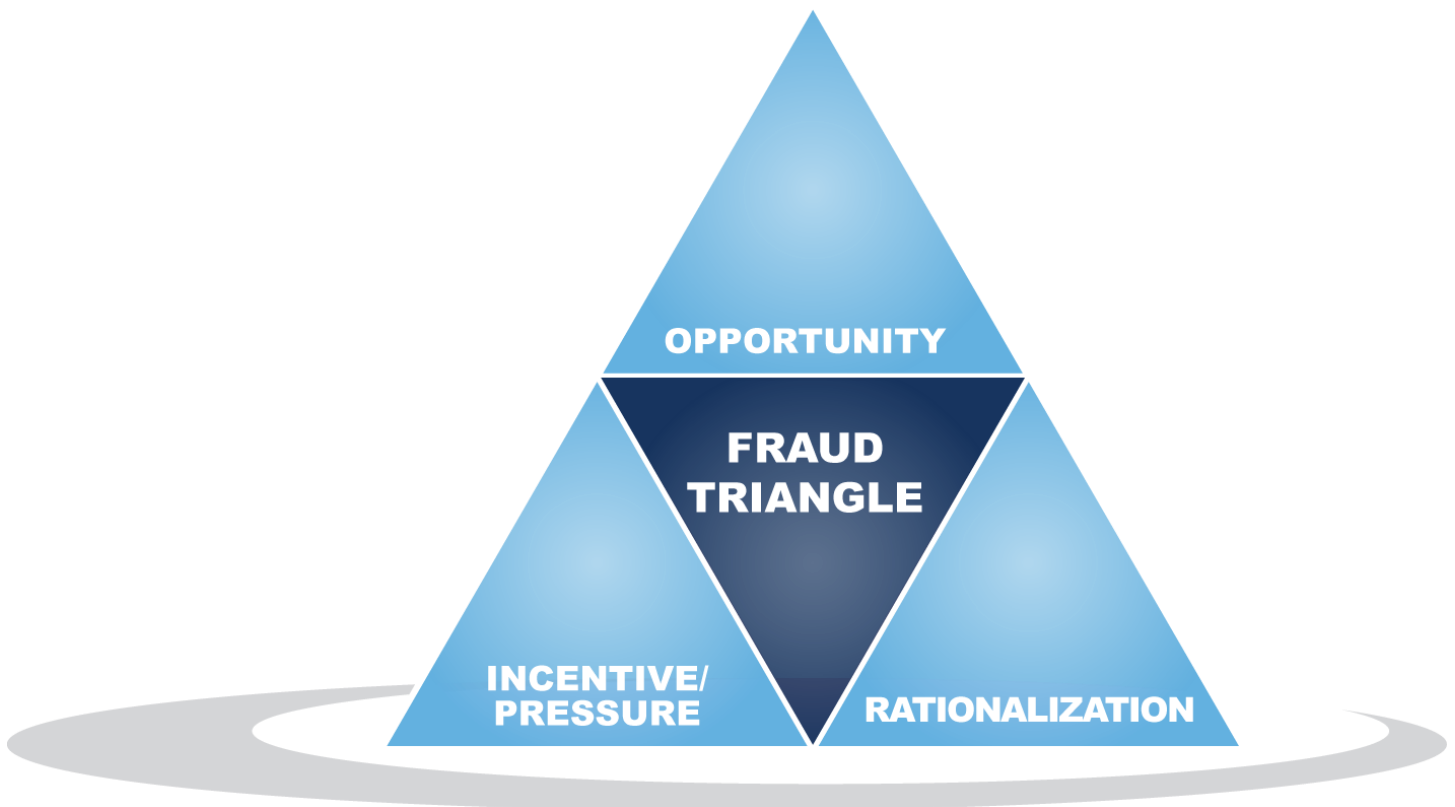 OPPORTUNITY
FRAUD
TRIANGLE
INCENTIVE/
PRESSURE
RATIONALIZATION